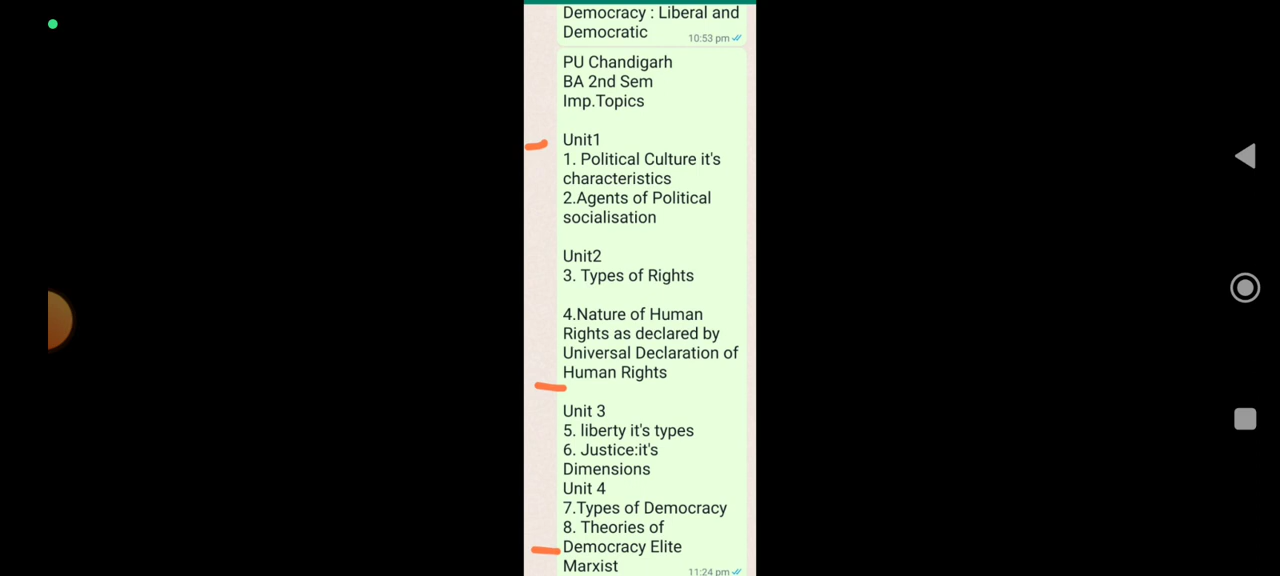 Democracy : Liberal and
Democratic
10:53 pm
PU Chandigarh
BA 2nd Sem
Imp.Topics
Unit1
1. Political Culture it's
characteristics
2.Agents of Political
socialisation
Unit2
3. Types of Rights
4.Nature of Human
Rights as declared by
Universal Declaration of
Human Rights
Unit 3
5. liberty it's types
6. Justice:it's
Dimensions
Unit 4
7.Types of Democracy
8. Theories of
Democracy Elite
Marxist
11:24 pm